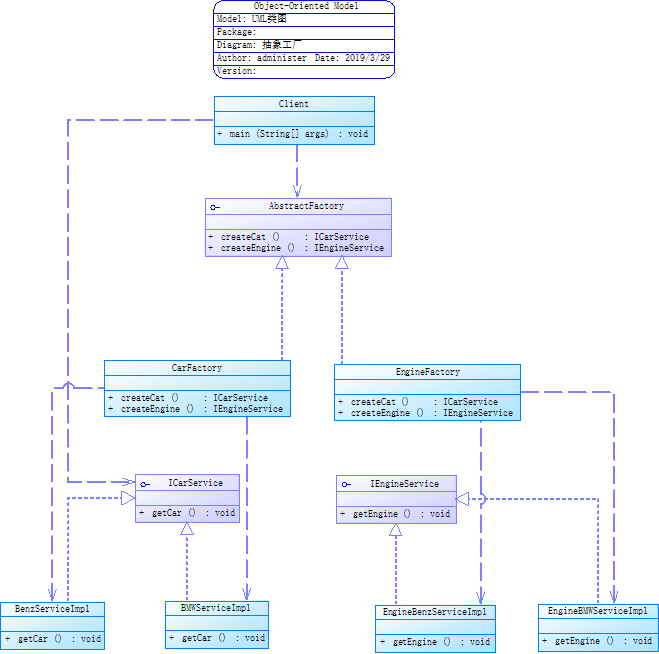 Object-Oriented Model
Model: UML类图
Package:
Diagram: 抽象工厂
Author: administer Date: 2019/3/29
Version:
Client
+ main (String[] args) : void
AbstractFactory
+ createCat () : ICarService
+ createEngine () : IEngineService
CarFactory
+ createCat () : ICarService
+ createEngine () : IEngineService
EngineFactory
+ createCat () : ICarService
+ createEngine () : IEngineService
ICarService
+ getCar () : void
IEngineService
+ getEngine () : void
BenzServiceImpl
+ getCar () : void
BMWServiceImpl
+ getCar () : void
EngineBenzServiceImpl
+ getEngine () : void
EngineBMWServiceImpl
+ getEngine () : void